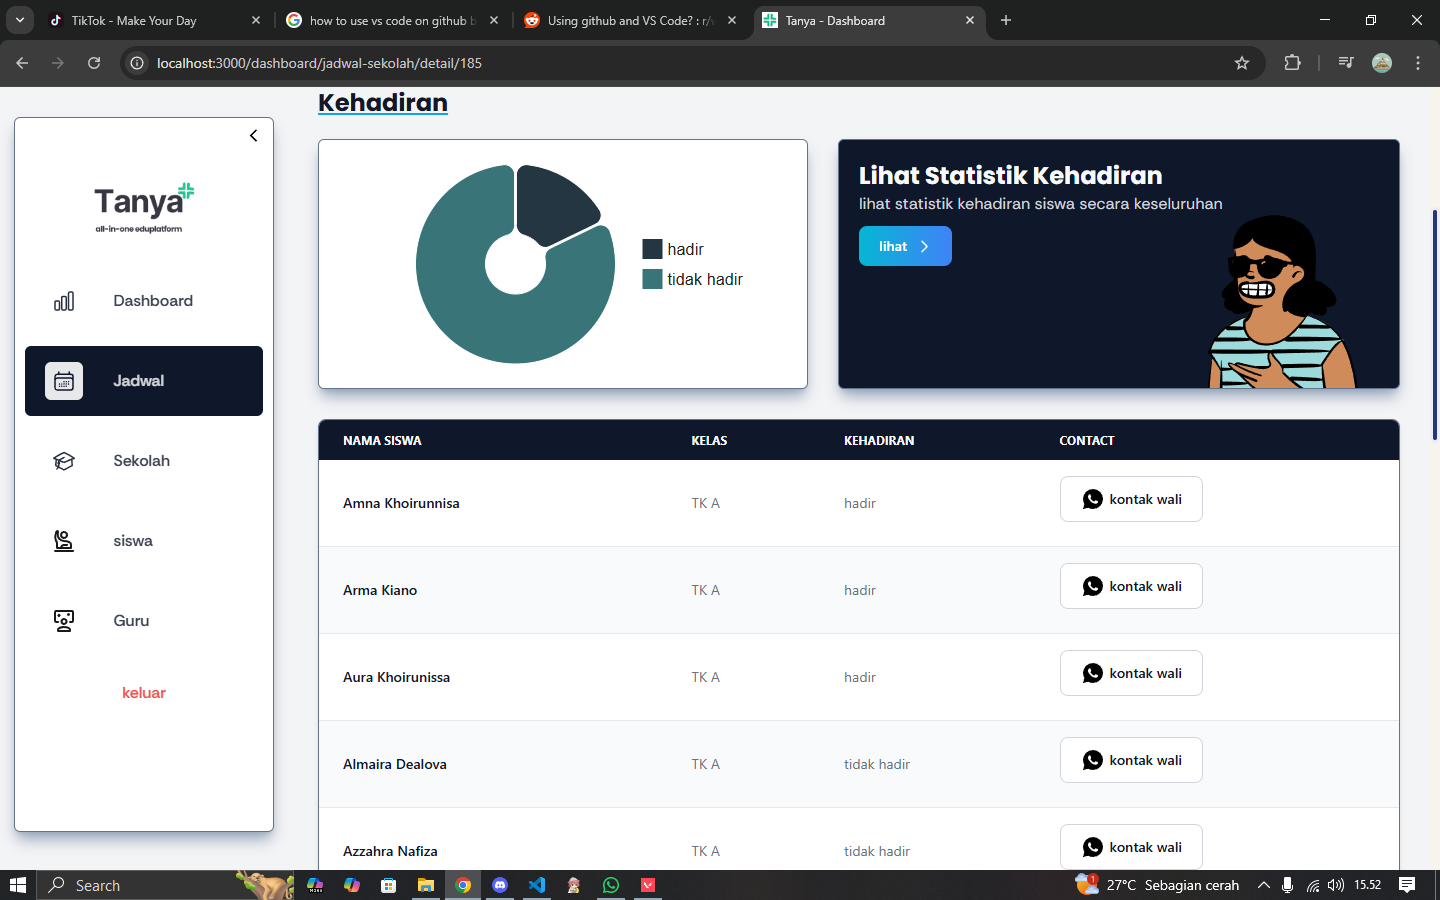 TikTok - Make Your Day
how to use vs code on github b
Using github and VS Code? : r/v
Tanya - Dashboard
localhost:3000/dashboard/jadwal-sekolah/detail/185
Tanya
all-in-one eduplatform
Dashboard
Jadwal
Sekolah
siswa
Guru
keluar
Kehadiran
hadir
tidak hadir
Lihat Statistik Kehadiran
lihat statistik kehadiran siswa secara keseluruhan
lihat
NAMA SISWA KELAS KEHADIRAN CONTACT
Amna Khoirunnisa TK A hadir kontak wali
Arma Kiano TK A hadir kontak wali
Aura Khoirunissa TK A hadir kontak wali
Almaira Dealova TK A tidak hadir kontak wali
Azzahra Nafiza TK A tidak hadir kontak wali
Search
1
27°C Sebagian cerah
15.52